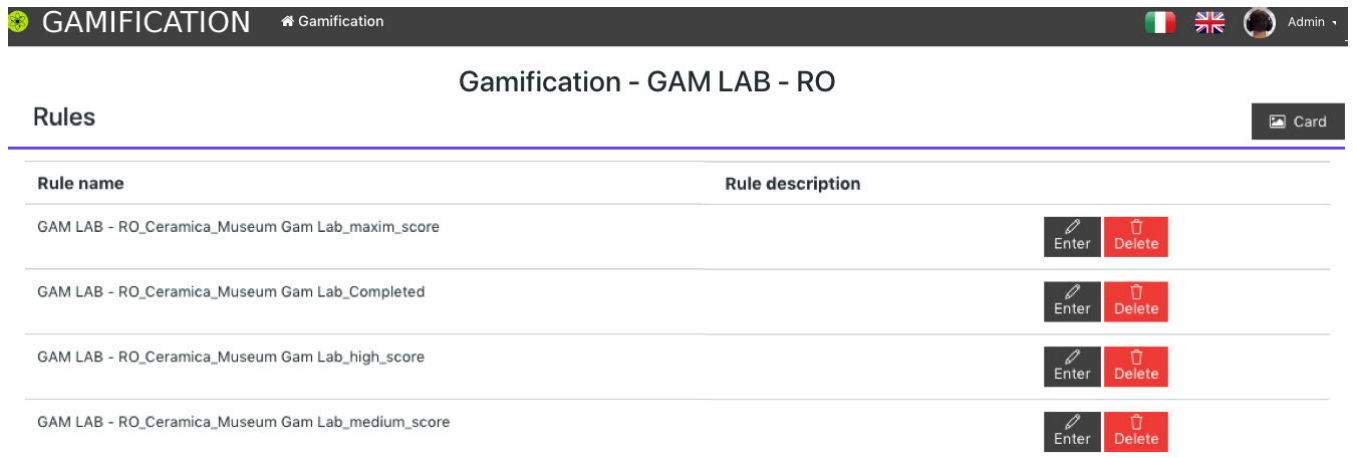 GAMIFICATION Gamification Admin
Gamification - GAM LAB - RO
Rules
Card
Rule name Rule description
GAM LAB - RO_Ceramica_Museum Gam Lab_maxim_score Enter Delete
GAM LAB - RO_Ceramica_Museum Gam Lab_Completed Enter Delete
GAM LAB - RO_Ceramica_Museum Gam Lab_high_score Enter Delete
GAM LAB - RO_Ceramica_Museum Gam Lab_medium_score Enter Delete